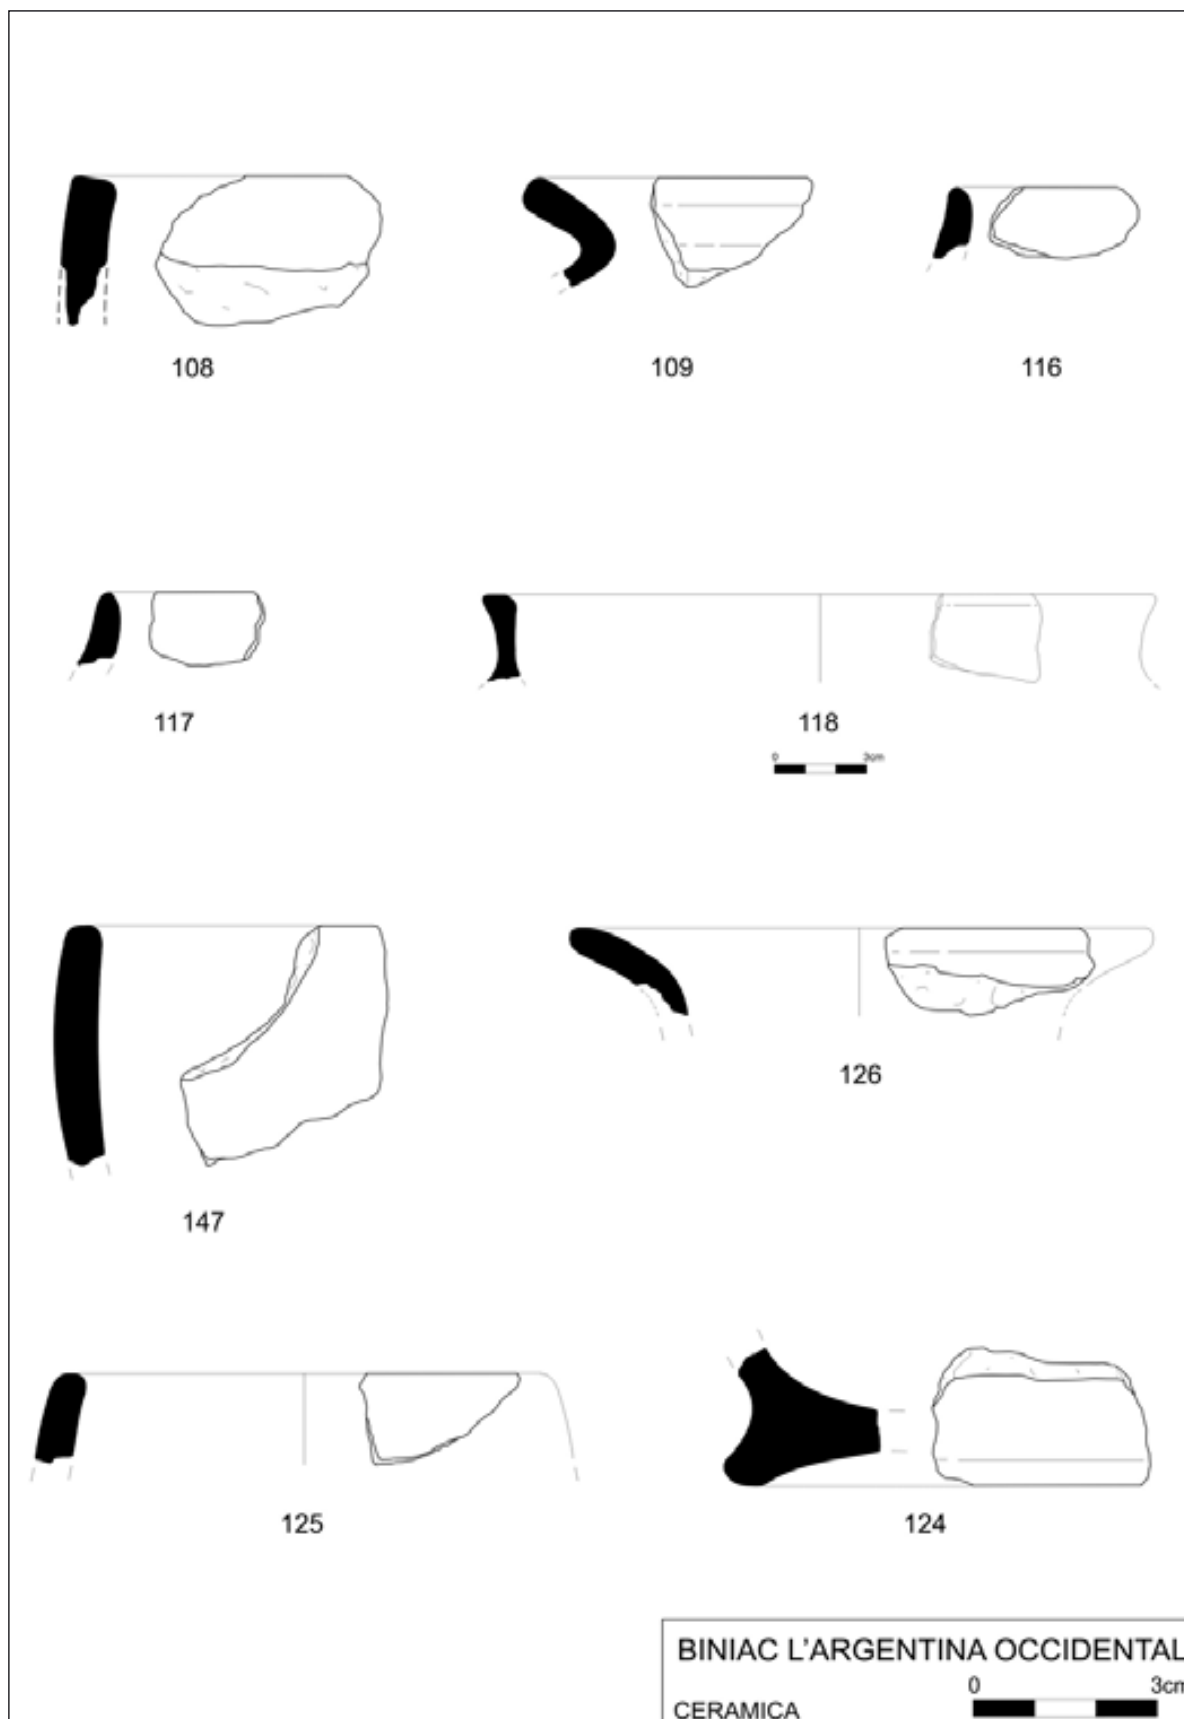 108 109 116
117 118
0 3cm
147 126
125 124
BINIAC L'ARGENTINA OCCIDENTAL
0 3cm
CERAMICA